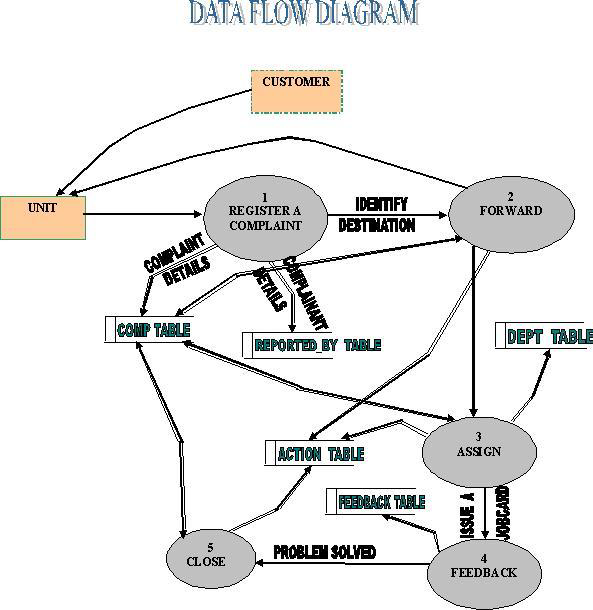 DATA FLOW DIAGRAM
CUSTOMER
UNIT
1
REGISTER A
COMPLAINT
IDENTIFY
DESTINATION
2
FORWARD
COMPLAINT
DETAILS
COMPLAINANT
DETAILS
COMP TABLE
REPORTED_BY TABLE
DEPT TABLE
3
ASSIGN
ACTION TABLE
FEEDBACK TABLE
ISSUE A
JOBCARD
5
CLOSE
PROBLEM SOLVED
4
FEEDBACK